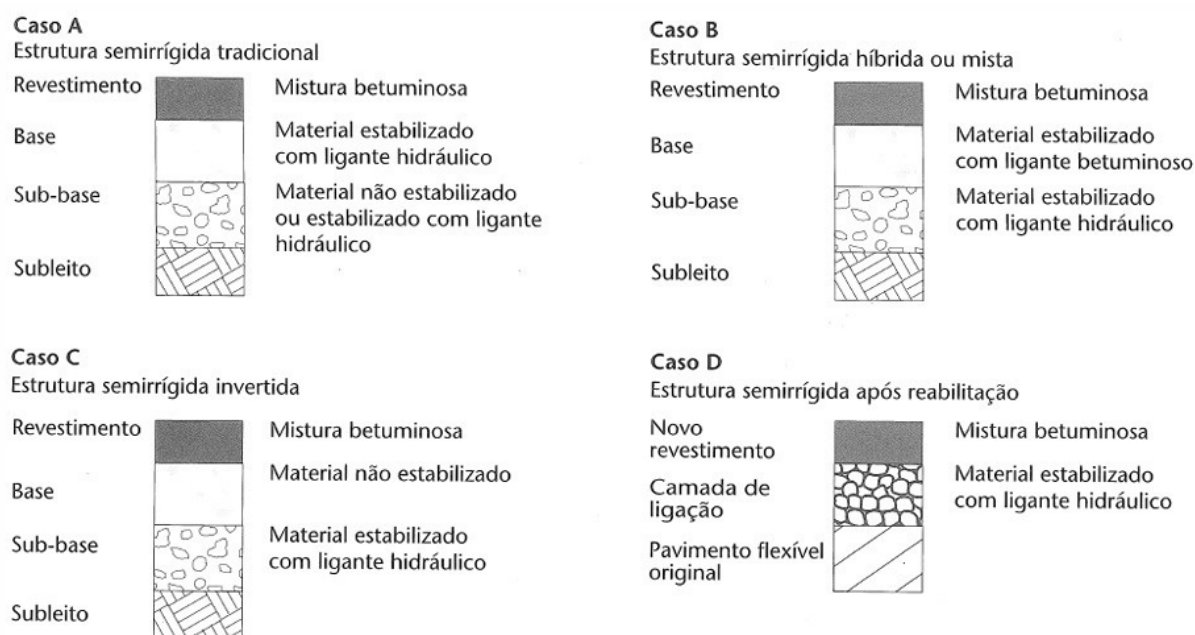 Caso A
Estrutura semirrígida tradicional
Revestimento
Mistura betuminosa
Base
Material estabilizado
com ligante hidráulico
Sub-base
Material não estabilizado
ou estabilizado com ligante
hidráulico
Subleito
Caso B
Estrutura semirrígida híbrida ou mista
Revestimento
Mistura betuminosa
Base
Material estabilizado
com ligante betuminoso
Sub-base
Material estabilizado
com ligante hidráulico
Subleito
Caso C
Estrutura semirrígida invertida
Revestimento
Mistura betuminosa
Base
Material não estabilizado
Sub-base
Material estabilizado
com ligante hidráulico
Subleito
Caso D
Estrutura semirrígida após reabilitação
Novo
revestimento
Mistura betuminosa
Camada de
ligação
Material estabilizado
com ligante hidráulico
Pavimento flexível
original